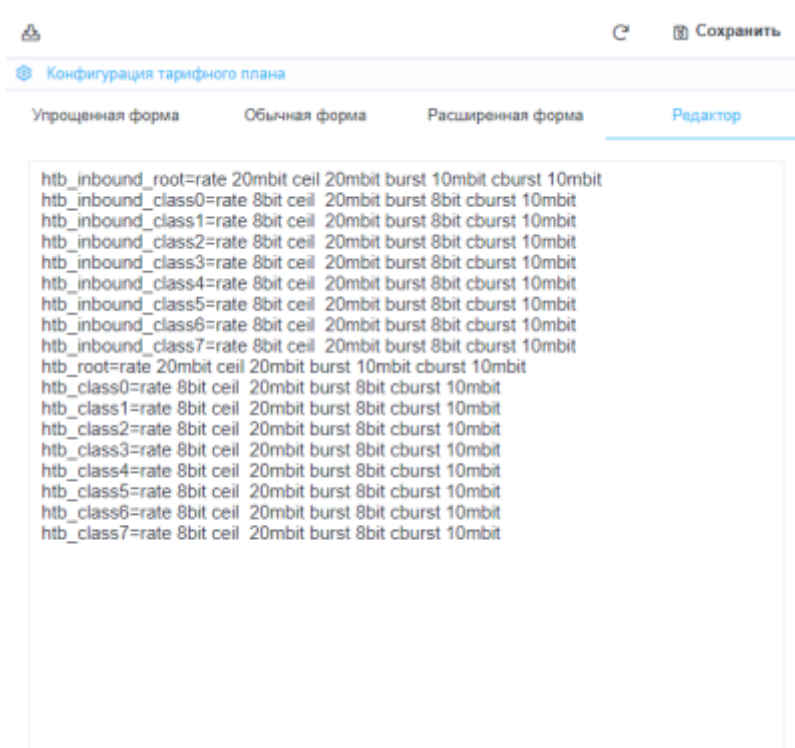 Сохранить
Конфигурация тарифного плана
Упрощенная форма Обычная форма Расширенная форма Редактор
htb_inbound_root=rate 20mbit ceil 20mbit burst 10mbit cburst 10mbit
htb_inbound_class0=rate 8bit ceil  20mbit burst 8bit cburst 10mbit
htb_inbound_class1=rate 8bit ceil  20mbit burst 8bit cburst 10mbit
htb_inbound_class2=rate 8bit ceil  20mbit burst 8bit cburst 10mbit
htb_inbound_class3=rate 8bit ceil  20mbit burst 8bit cburst 10mbit
htb_inbound_class4=rate 8bit ceil  20mbit burst 8bit cburst 10mbit
htb_inbound_class5=rate 8bit ceil  20mbit burst 8bit cburst 10mbit
htb_inbound_class6=rate 8bit ceil  20mbit burst 8bit cburst 10mbit
htb_inbound_class7=rate 8bit ceil  20mbit burst 8bit cburst 10mbit
htb_root=rate 20mbit ceil 20mbit burst 10mbit cburst 10mbit
htb_class0=rate 8bit ceil  20mbit burst 8bit cburst 10mbit
htb_class1=rate 8bit ceil  20mbit burst 8bit cburst 10mbit
htb_class2=rate 8bit ceil  20mbit burst 8bit cburst 10mbit
htb_class3=rate 8bit ceil  20mbit burst 8bit cburst 10mbit
htb_class4=rate 8bit ceil  20mbit burst 8bit cburst 10mbit
htb_class5=rate 8bit ceil  20mbit burst 8bit cburst 10mbit
htb_class6=rate 8bit ceil  20mbit burst 8bit cburst 10mbit
htb_class7=rate 8bit ceil  20mbit burst 8bit cburst 10mbit